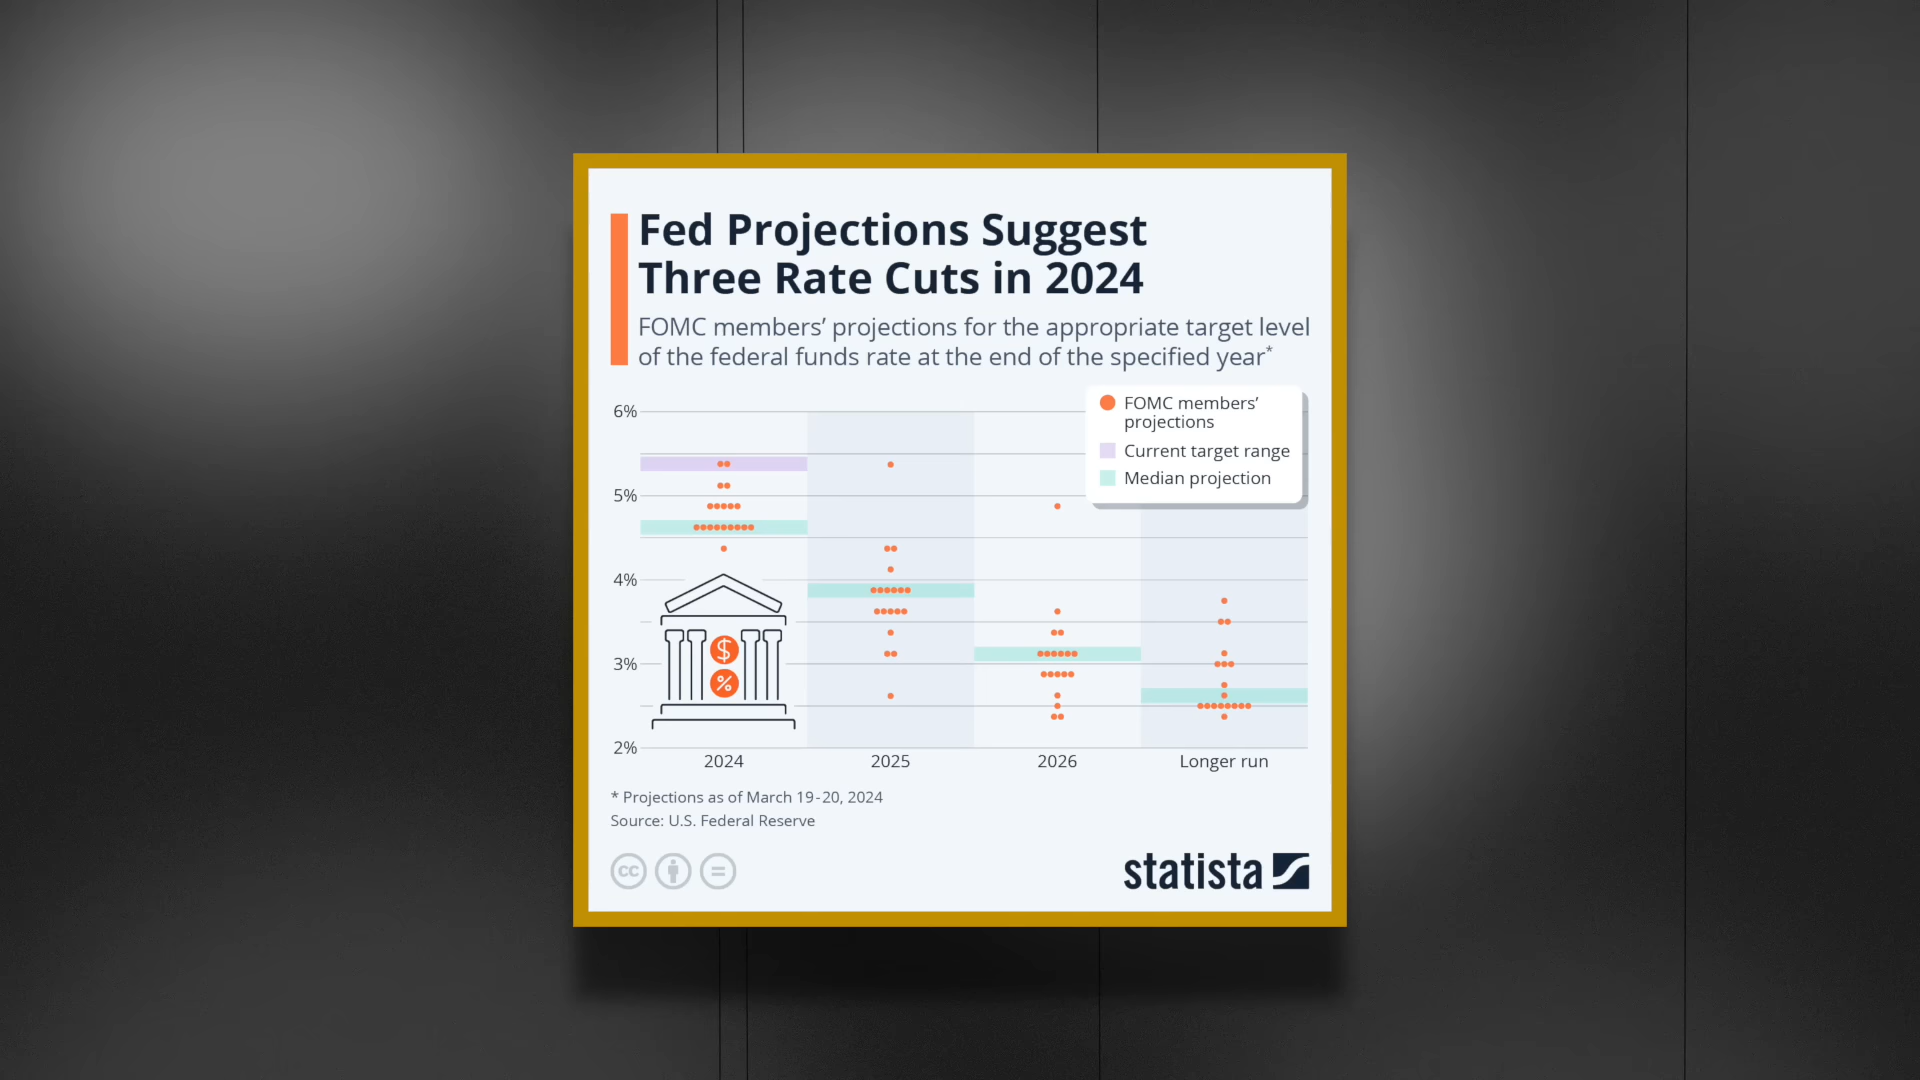 Fed Projections Suggest
Three Rate Cuts in 2024
FOMC members’ projections for the appropriate target level
of the federal funds rate at the end of the specified year*
FOMC members’
projections
Current target range
Median projection
6%
5%
4%
3%
2%
$
%
2024 2025 2026 Longer run
* Projections as of March 19-20, 2024
Source: U.S. Federal Reserve
cc
statista